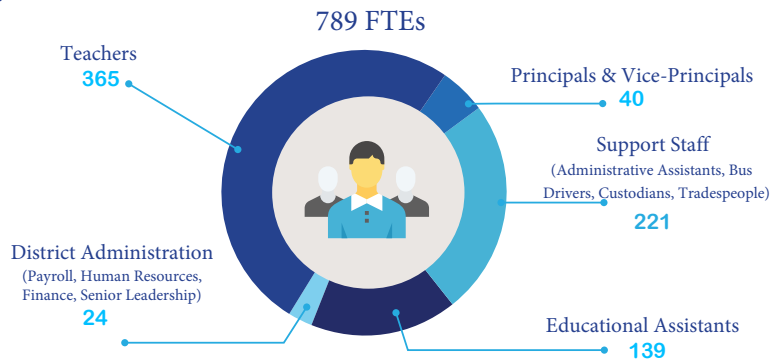 789 FTEs
Teachers
365
Principals & Vice-Principals
40
Support Staff
(Administrative Assistants, Bus
Drivers, Custodians, Tradespeople)
221
District Administration
(Payroll, Human Resources,
Finance, Senior Leadership)
24
Educational Assistants
139